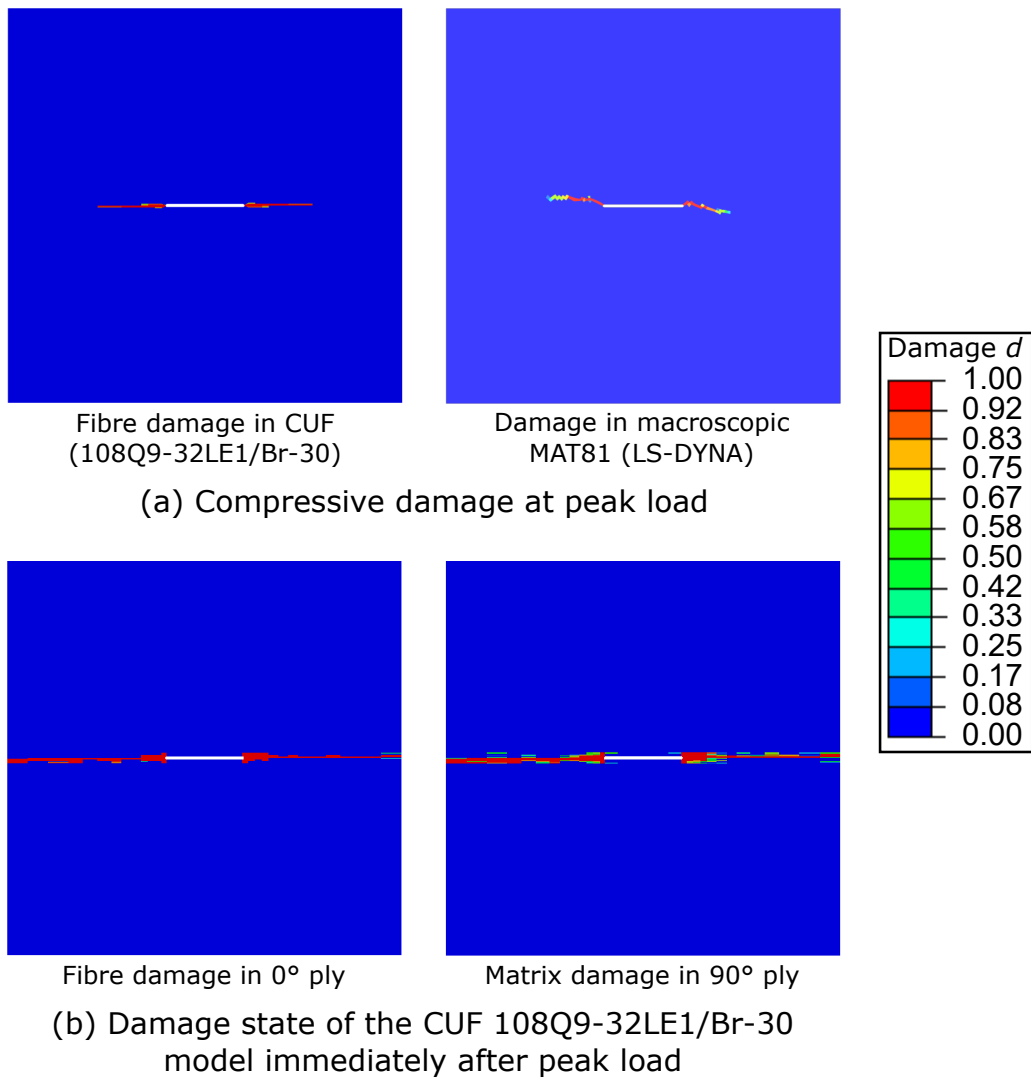 Fibre damage in CUF
(108Q9-32LE1/Br-30)
Damage in macroscopic
MAT81 (LS-DYNA)
(a) Compressive damage at peak load
Damage d
1.00
0.92
0.83
0.75
0.67
0.58
0.50
0.42
0.33
0.25
0.17
0.08
0.00
Fibre damage in 0° ply
Matrix damage in 90° ply
(b) Damage state of the CUF 108Q9-32LE1/Br-30
model immediately after peak load